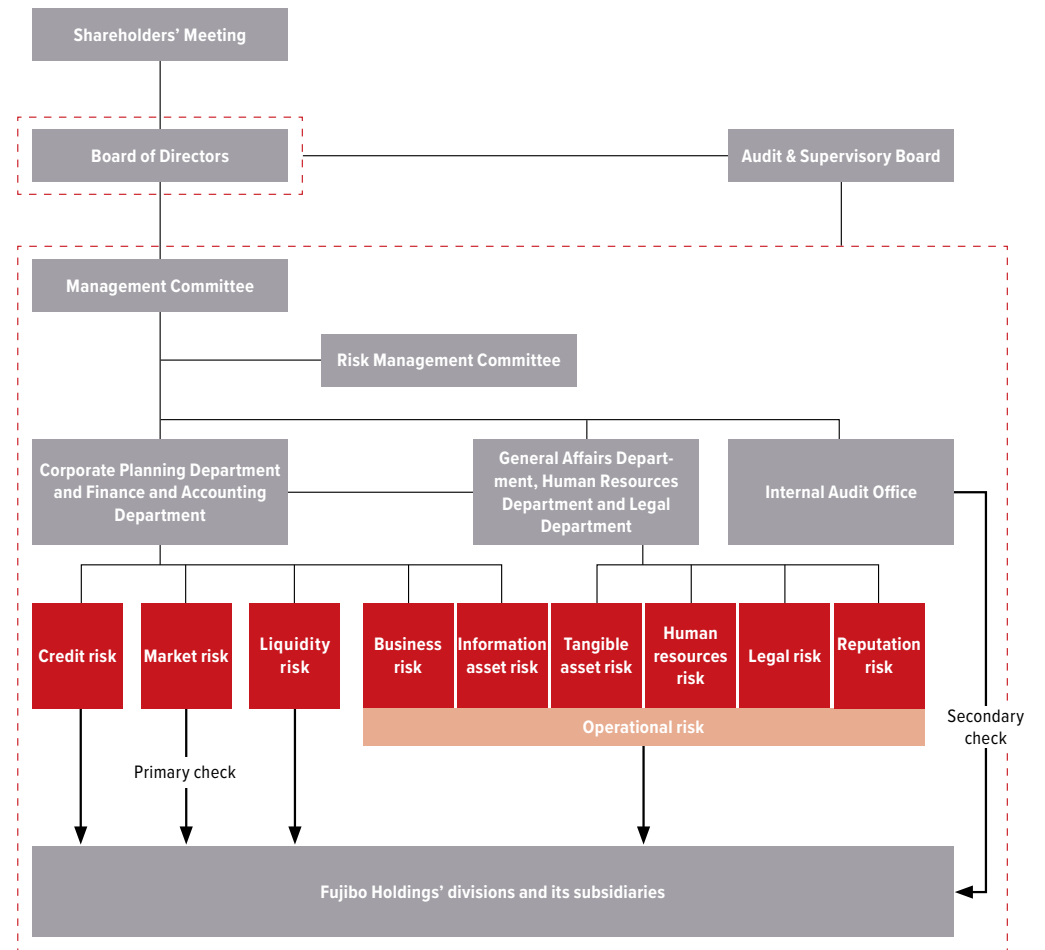 Shareholders’ Meeting
Board of Directors
Audit & Supervisory Board
Management Committee
Risk Management Committee
Corporate Planning Department
and Finance and Accounting
Department
General Affairs Depart-
ment, Human Resources
Department and Legal
Department
Internal Audit Office
Credit risk
Market risk
Liquidity
risk
Business
risk
Information
asset risk
Tangible
asset risk
Human
resources
risk
Legal risk
Reputation
risk
Operational risk
Secondary
check
Primary check
Fujibo Holdings’ divisions and its subsidiaries